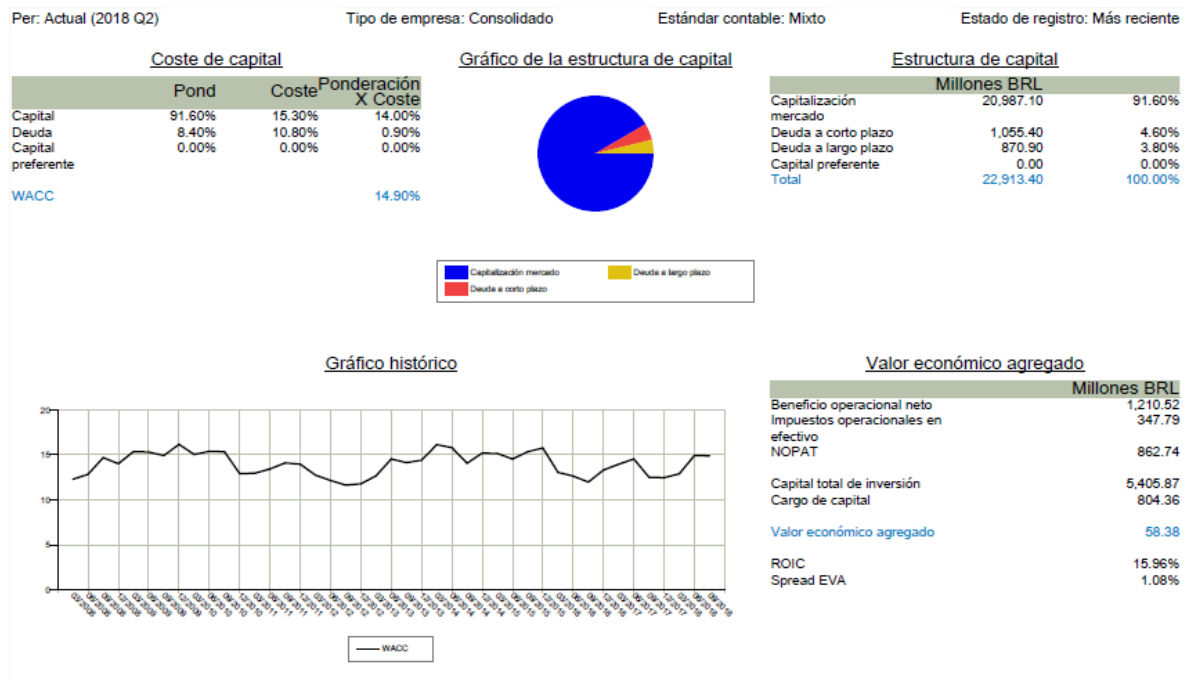 Per: Actual (2018 Q2) Tipo de empresa: Consolidado Estándar contable: Mixto Estado de registro: Más reciente
Coste de capital
Pond Coste Ponderación X Coste
Capital 91.60% 15.30% 14.00%
Deuda 8.40% 10.80% 0.90%
Capital 0.00% 0.00% 0.00%
preferente
WACC 14.90%
Gráfico de la estructura de capital
Capitalización mercado Deuda a largo plazo
Deuda a corto plazo
Estructura de capital
Millones BRL
Capitalización 20,987.10 91.60%
mercado
Deuda a corto plazo 1,055.40 4.60%
Deuda a largo plazo 870.90 3.80%
Capital preferente 0.00 0.00%
Total 22,913.40 100.00%
Gráfico histórico
20
15
10
5
0
WACC
Valor económico agregado
Millones BRL
Beneficio operacional neto 1,210.52
Impuestos operacionales en 347.79
efectivo
NOPAT 862.74
Capital total de inversión 5,405.87
Cargo de capital 804.36
Valor económico agregado 58.38
ROIC 15.96%
Spread EVA 1.08%